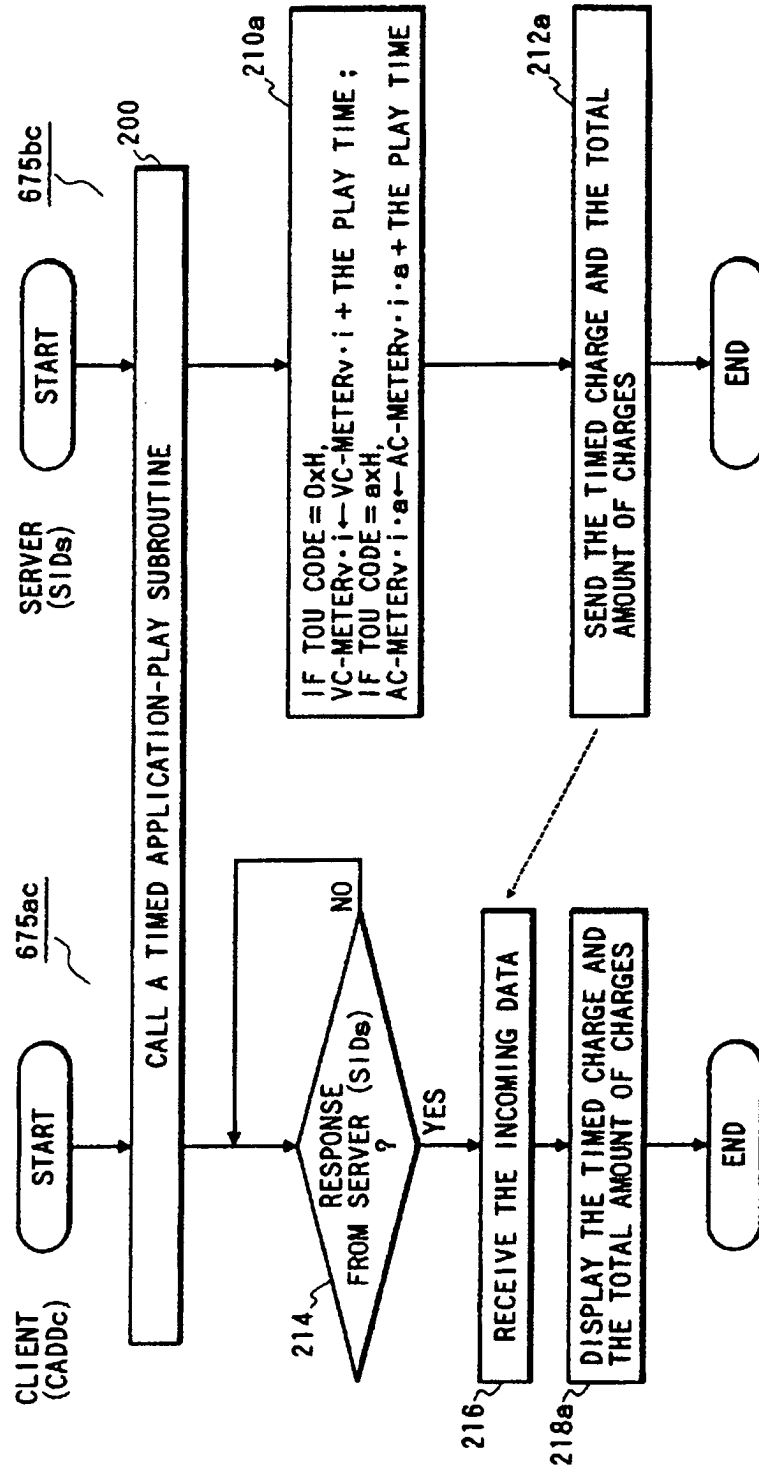 CLIENT
(CADDc)
675ac
START
SERVER
(SIDs)
675bc
START
200
CALL A TIMED APPLICATION-PLAY SUBROUTINE
214
RESPONSE
FROM SERVER (SIDs)
?
NO
YES
216
RECEIVE THE INCOMING DATA
218a
DISPLAY THE TIMED CHARGE AND
THE TOTAL AMOUNT OF CHARGES
END
210a
IF TOU CODE=0xH,
VC-METERv·i←VC-METERv·i+THE PLAY TIME;
IF TOU CODE=axH,
AC-METERv·i·a←AC-METERv·i·a+THE PLAY TIME
212a
SEND THE TIMED CHARGE AND THE TOTAL
AMOUNT OF CHARGES
END